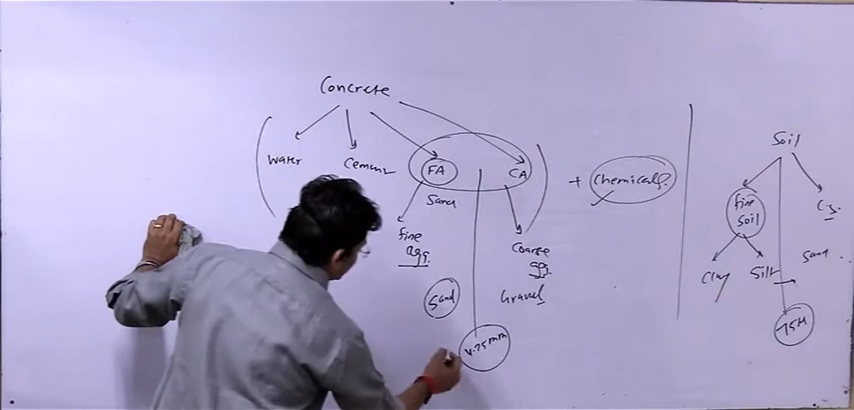 Concrete
Water
Cement
FA
CA
Sand
fine
agg.
Coarse
agg.
Sand
Gravel
4.75mm
+ Chemicals.
Soil
fine
soil
C.g.
Clay
Silt
Sand
75μ